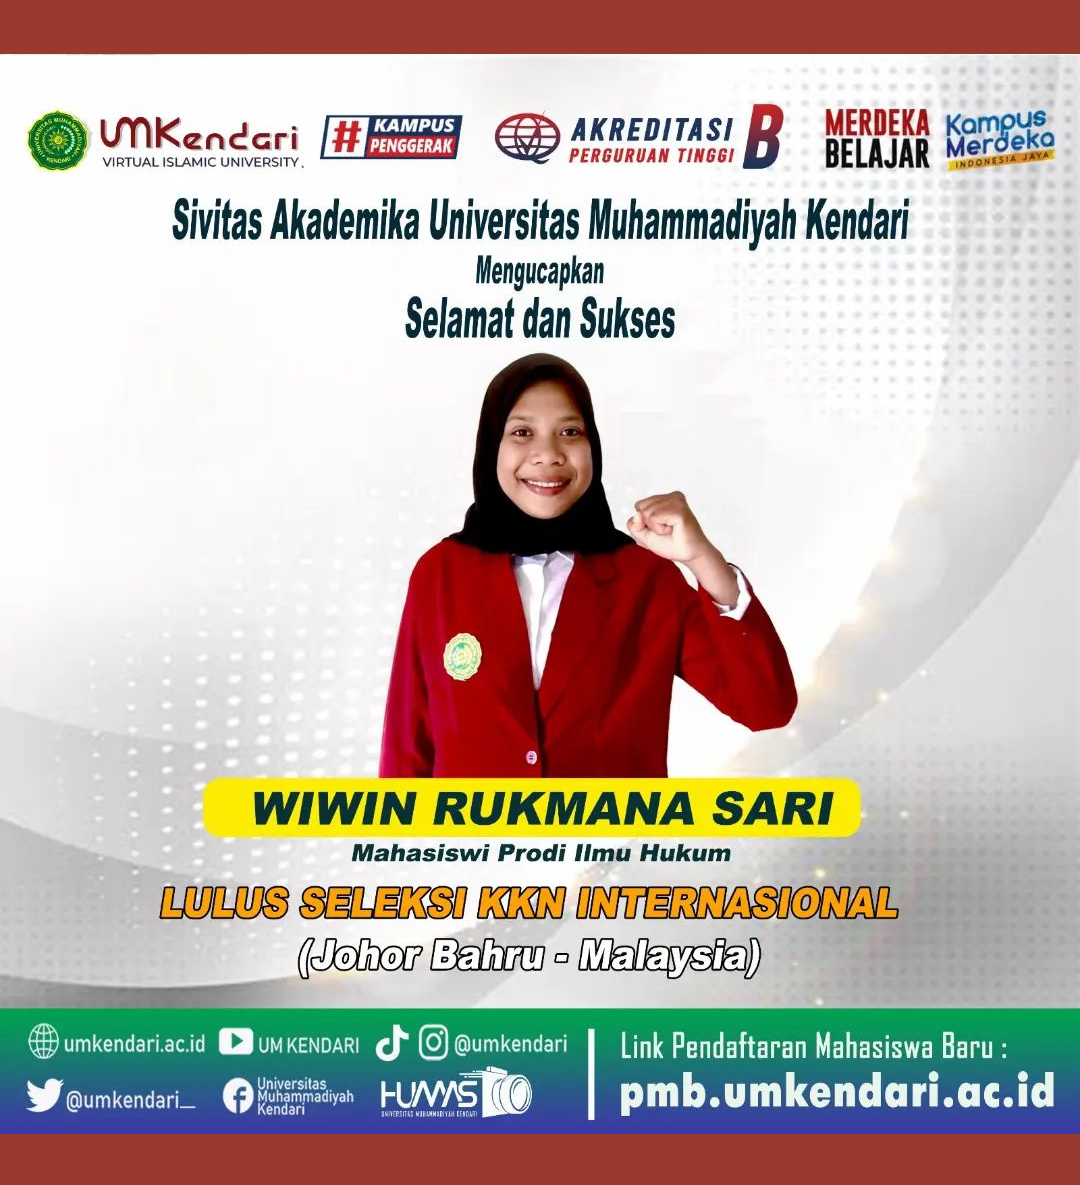 UMKendari
VIRTUAL ISLAMIC UNIVERSITY.
# KAMPUS PENGGERAK
AKREDITASI B
PERGURUAN TINGGI
MERDEKA BELAJAR
Kampus Merdeka
INDONESIA JAYA
Sivitas Akademika Universitas Muhammadiyah Kendari
Mengucapkan
Selamat dan Sukses
WIWIN RUKMANA SARI
Mahasiswi Prodi Ilmu Hukum
LULUS SELEKSI KKN INTERNASIONAL
(Johor Bahru - Malaysia)
umkendari.ac.id UM KENDARI @umkendari
@umkendari_ Universitas Muhammadiyah Kendari
HUMAS
UNIVERSITAS MUHAMMADIYAH KENDARI
Link Pendaftaran Mahasiswa Baru :
pmb.umkendari.ac.id